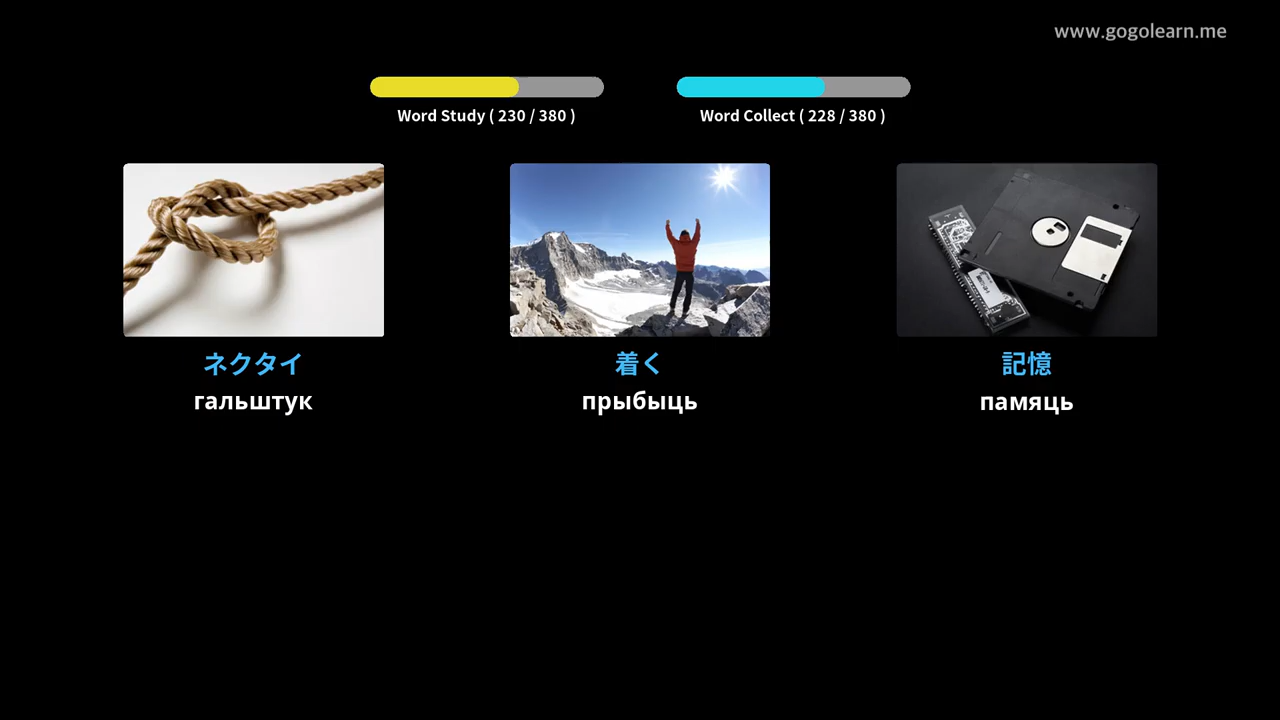 www.gogolearn.me
Word Study ( 230 / 380 )
Word Collect ( 228 / 380 )
ネクタイ
гальштук
着く
прыбыць
記憶
памяць